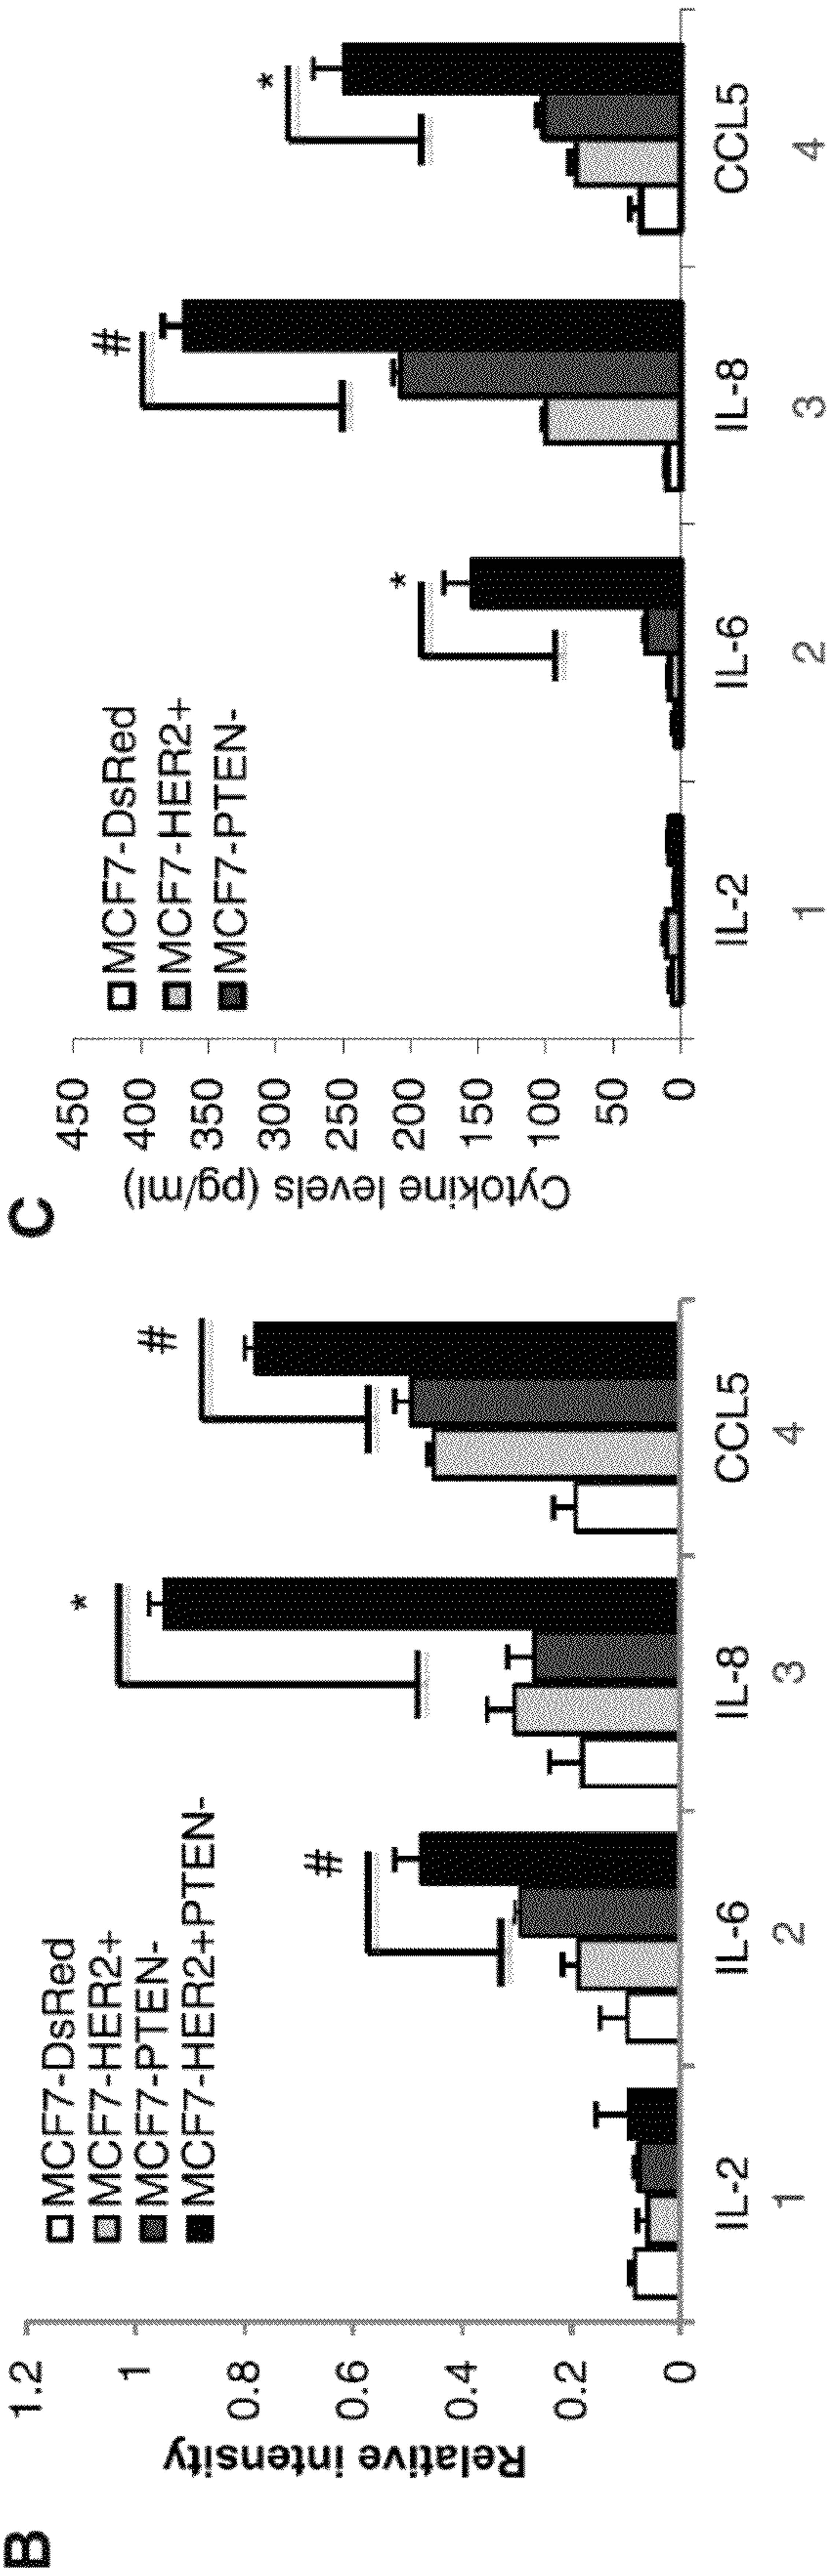 B
Relative intensity
1.2
1
0.8
0.6
0.4
0.2
0
MCF7-DsRed
MCF7-HER2+
MCF7-PTEN-
MCF7-HER2+PTEN-
#
*
#
IL-2
IL-6
IL-8
CCL5
1
2
3
4
C
Cytokine levels (pg/ml)
450
400
350
300
250
200
150
100
50
0
MCF7-DsRed
MCF7-HER2+
MCF7-PTEN-
*
#
*
IL-2
IL-6
IL-8
CCL5
1
2
3
4